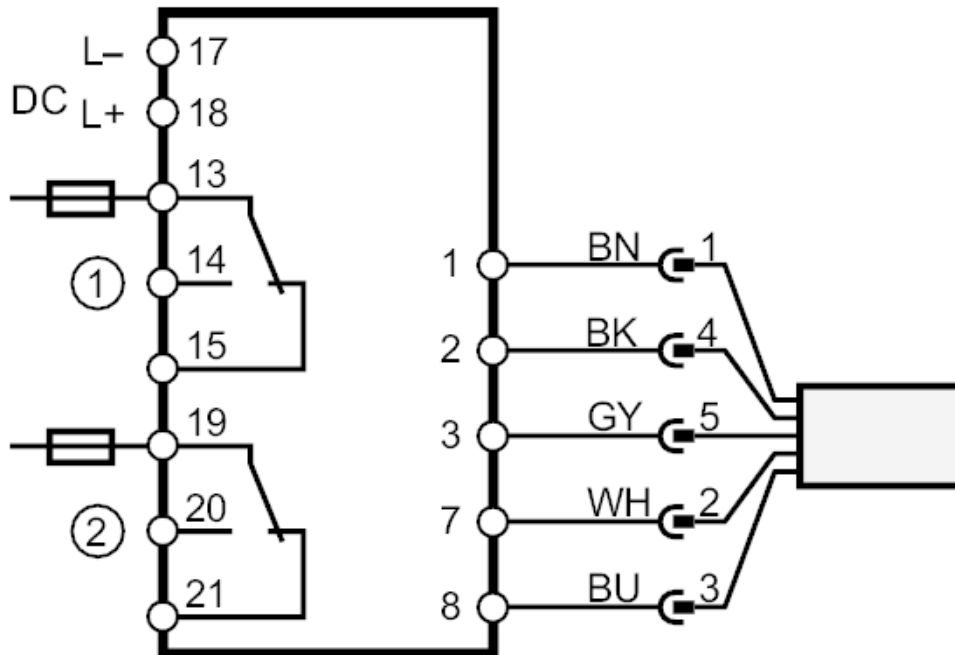 L– 17
DC L+ 18
13
① 14
15
19
② 20
21
1 BN 1
2 BK 4
3 GY 5
7 WH 2
8 BU 3